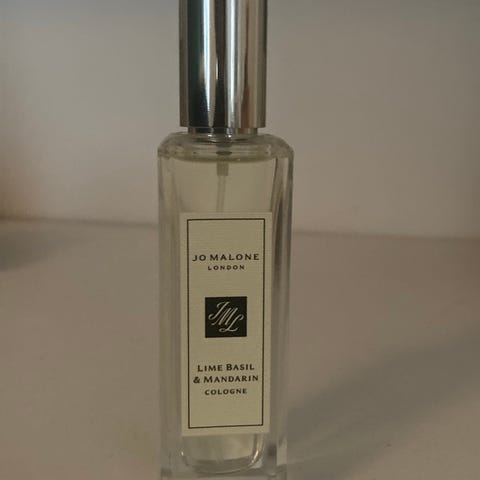 JO MALONE
LONDON
JML
LIME BASIL
& MANDARIN
COLOGNE